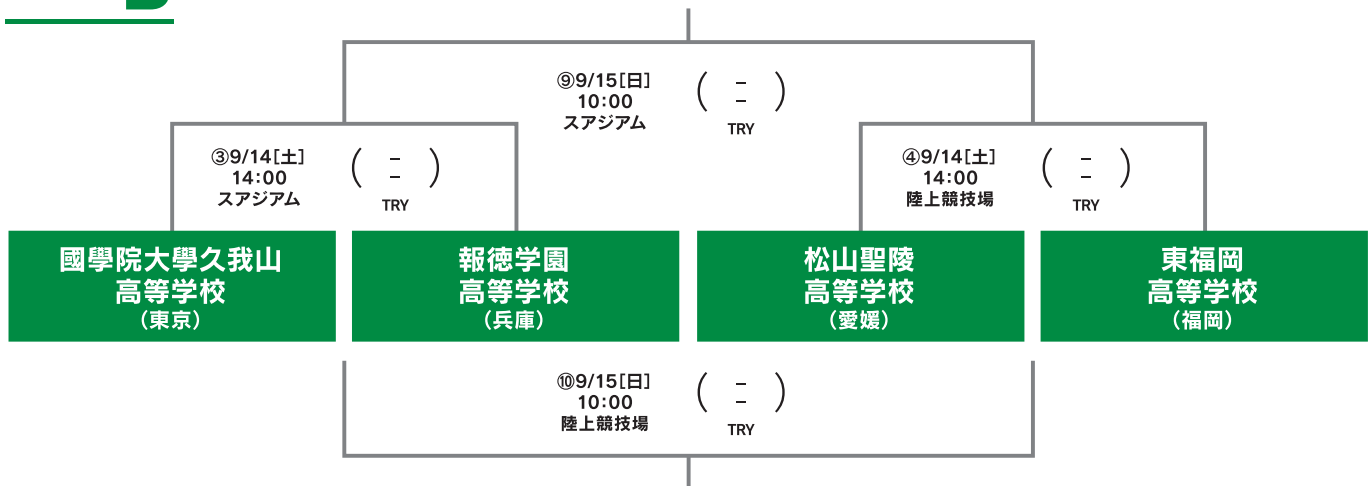 ⑨9/15[日]
10:00
スアジアム
( -
- )
TRY
③9/14[土]
14:00
スアジアム
( -
- )
TRY
④9/14[土]
14:00
陸上競技場
( -
- )
TRY
國學院大學久我山
高等学校
(東京)
報徳学園
高等学校
(兵庫)
松山聖陵
高等学校
(愛媛)
東福岡
高等学校
(福岡)
⑩9/15[日]
10:00
陸上競技場
( -
- )
TRY